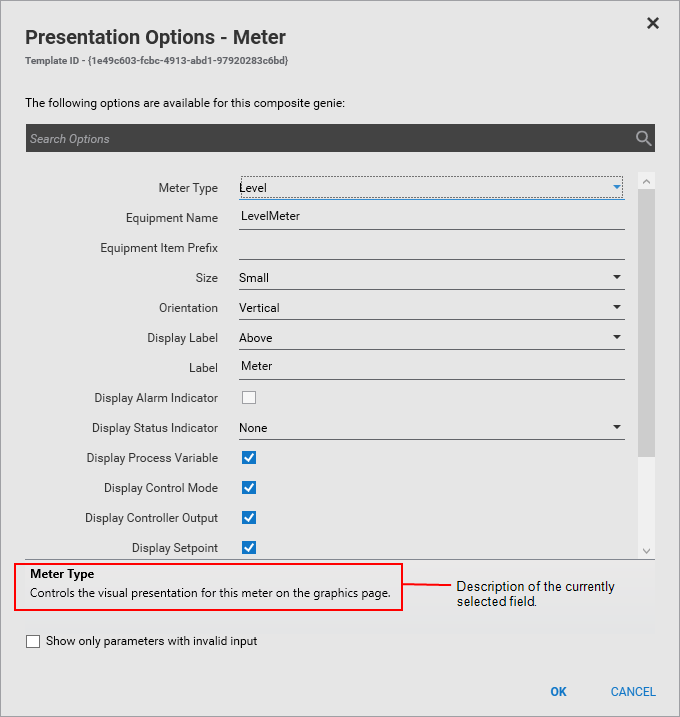 Presentation Options - Meter
Template ID - {1e49c603-fcbc-4913-abd1-97920283c6bd}
The following options are available for this composite genie:
Search Options
Meter Type Level
Equipment Name LevelMeter
Equipment Item Prefix
Size Small
Orientation Vertical
Display Label Above
Label Meter
Display Alarm Indicator
Display Status Indicator None
Display Process Variable
Display Control Mode
Display Controller Output
Display Setpoint
Meter Type
Controls the visual presentation for this meter on the graphics page.
Description of the currently
selected field.
Show only parameters with invalid input
OK CANCEL